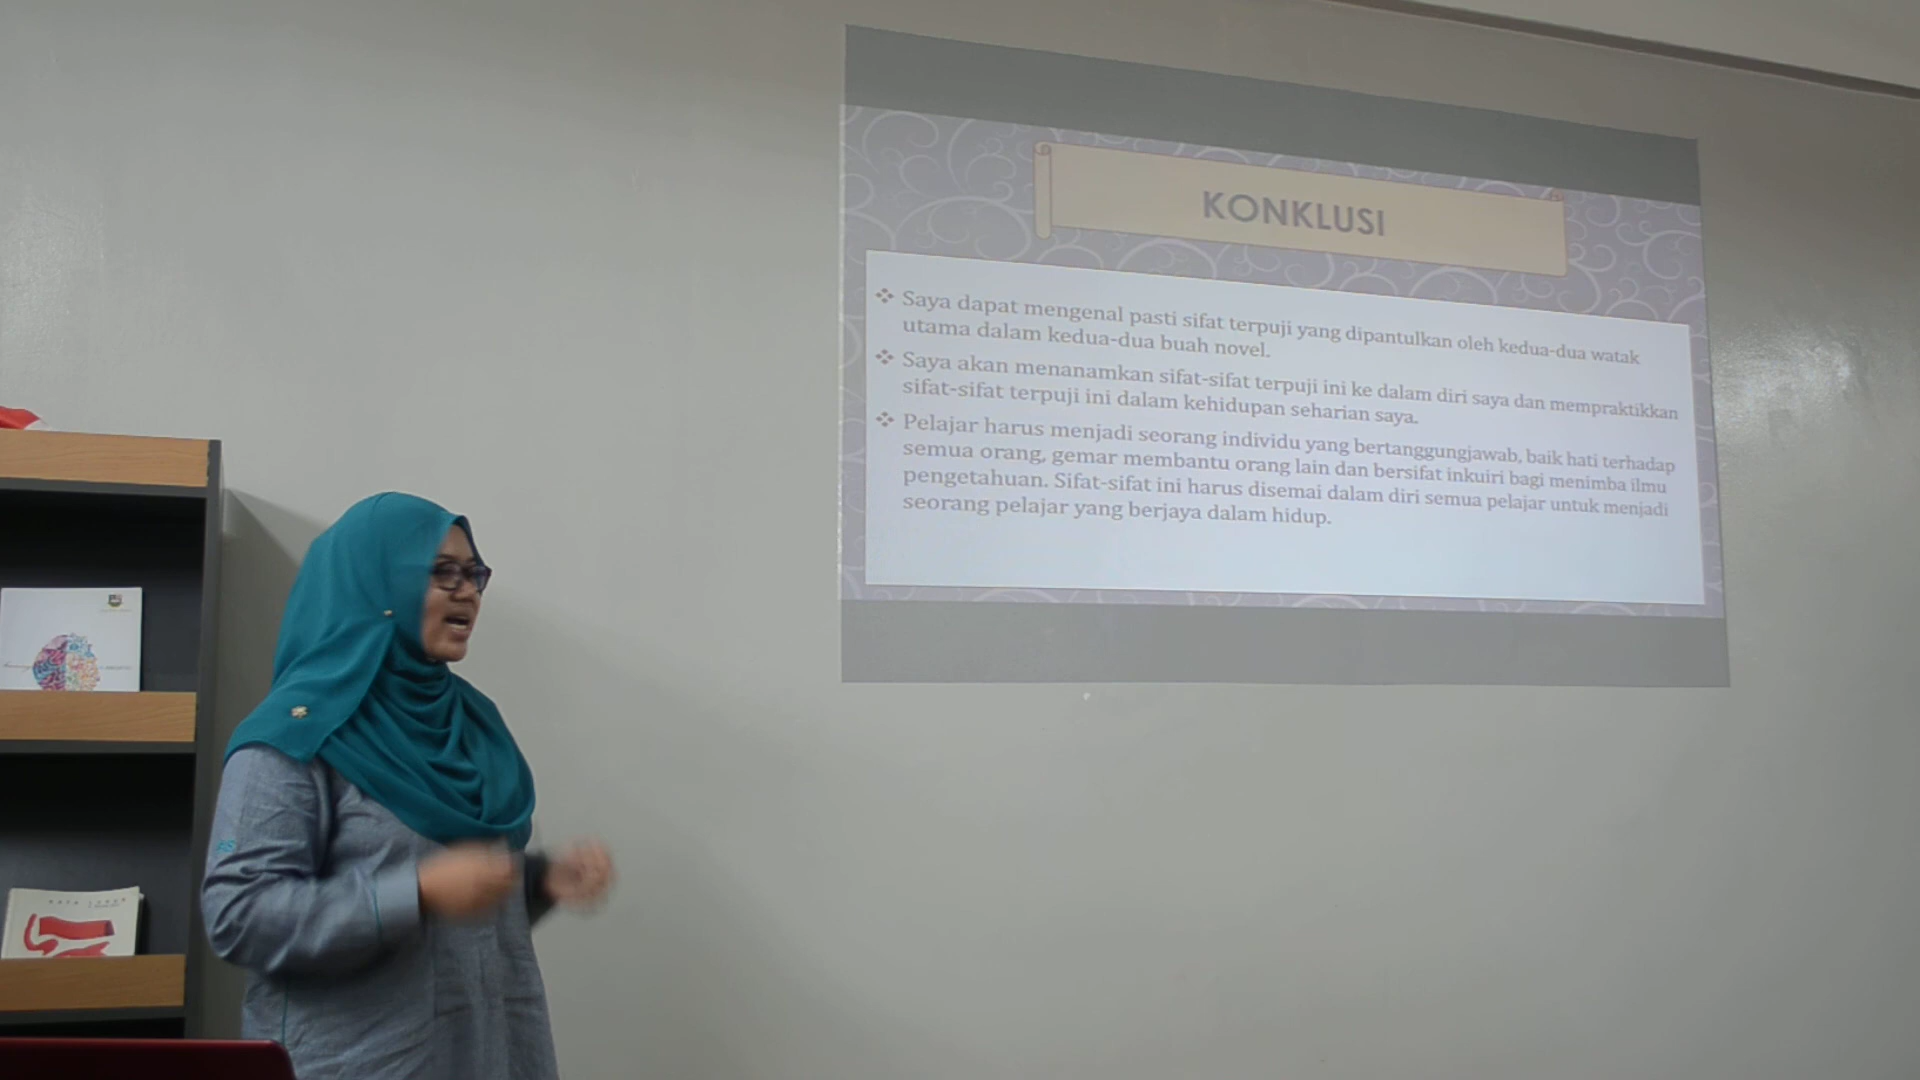 KONKLUSI
❖ Saya dapat mengenal pasti sifat terpuji yang dipantulkan oleh kedua-dua watak
utama dalam kedua-dua buah novel.
❖ Saya akan menanamkan sifat-sifat terpuji ini ke dalam diri saya dan mempraktikkan
sifat-sifat terpuji ini dalam kehidupan seharian saya.
❖ Pelajar harus menjadi seorang individu yang bertanggungjawab, baik hati terhadap
semua orang, gemar membantu orang lain dan bersifat inkuiri bagi menimba ilmu
pengetahuan. Sifat-sifat ini harus disemai dalam diri semua pelajar untuk menjadi
seorang pelajar yang berjaya dalam hidup.